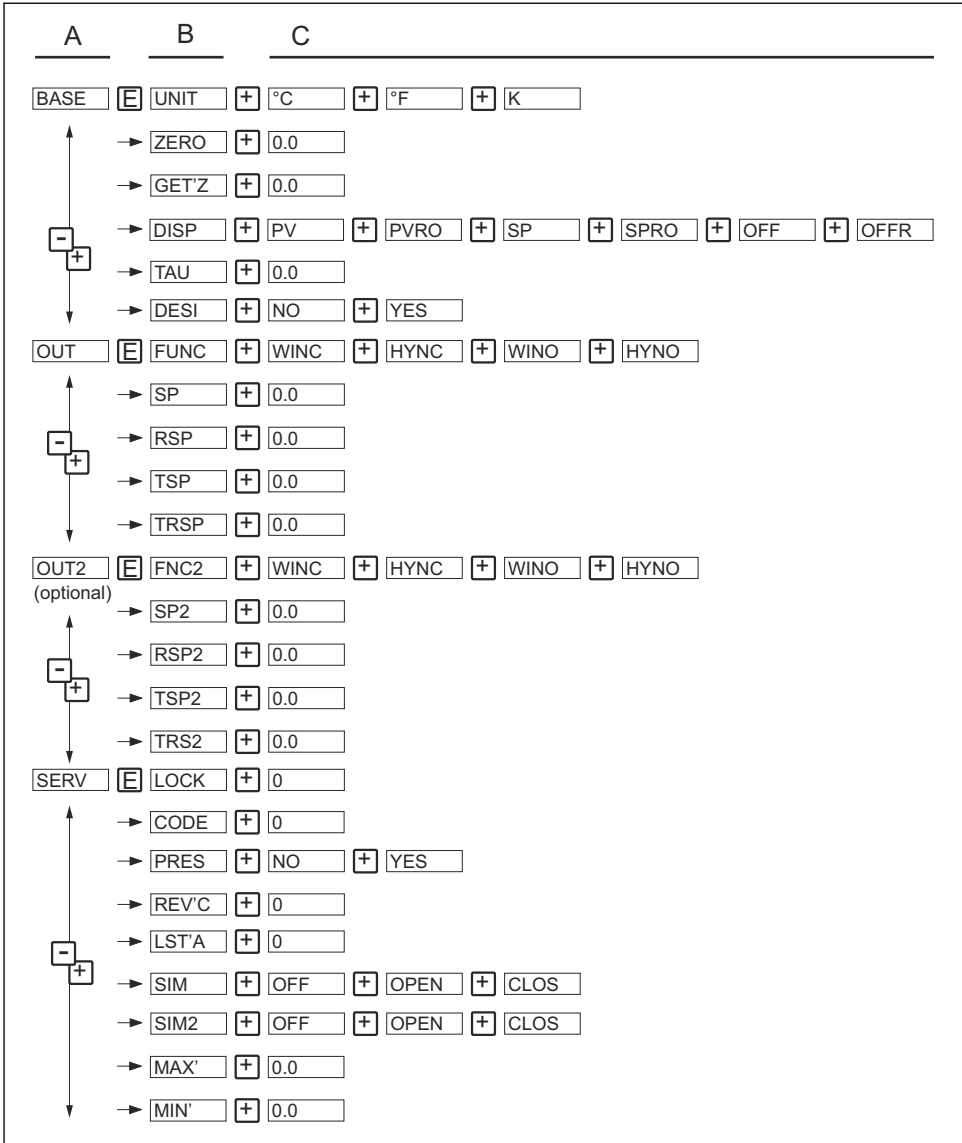 A B C
BASE E UNIT + °C + °F + K
ZERO + 0.0
GET'Z + 0.0
DISP + PV + PVRO + SP + SPRO + OFF + OFFR
- +
TAU + 0.0
DESI + NO + YES
OUT E FUNC + WINC + HYNC + WINO + HYNO
SP + 0.0
- +
RSP + 0.0
TSP + 0.0
TRSP + 0.0
OUT2 E FNC2 + WINC + HYNC + WINO + HYNO
(optional)
SP2 + 0.0
RSP2 + 0.0
- +
TSP2 + 0.0
TRS2 + 0.0
SERV E LOCK + 0
CODE + 0
PRES + NO + YES
REV'C + 0
LST'A + 0
- +
SIM + OFF + OPEN + CLOS
SIM2 + OFF + OPEN + CLOS
MAX' + 0.0
MIN' + 0.0